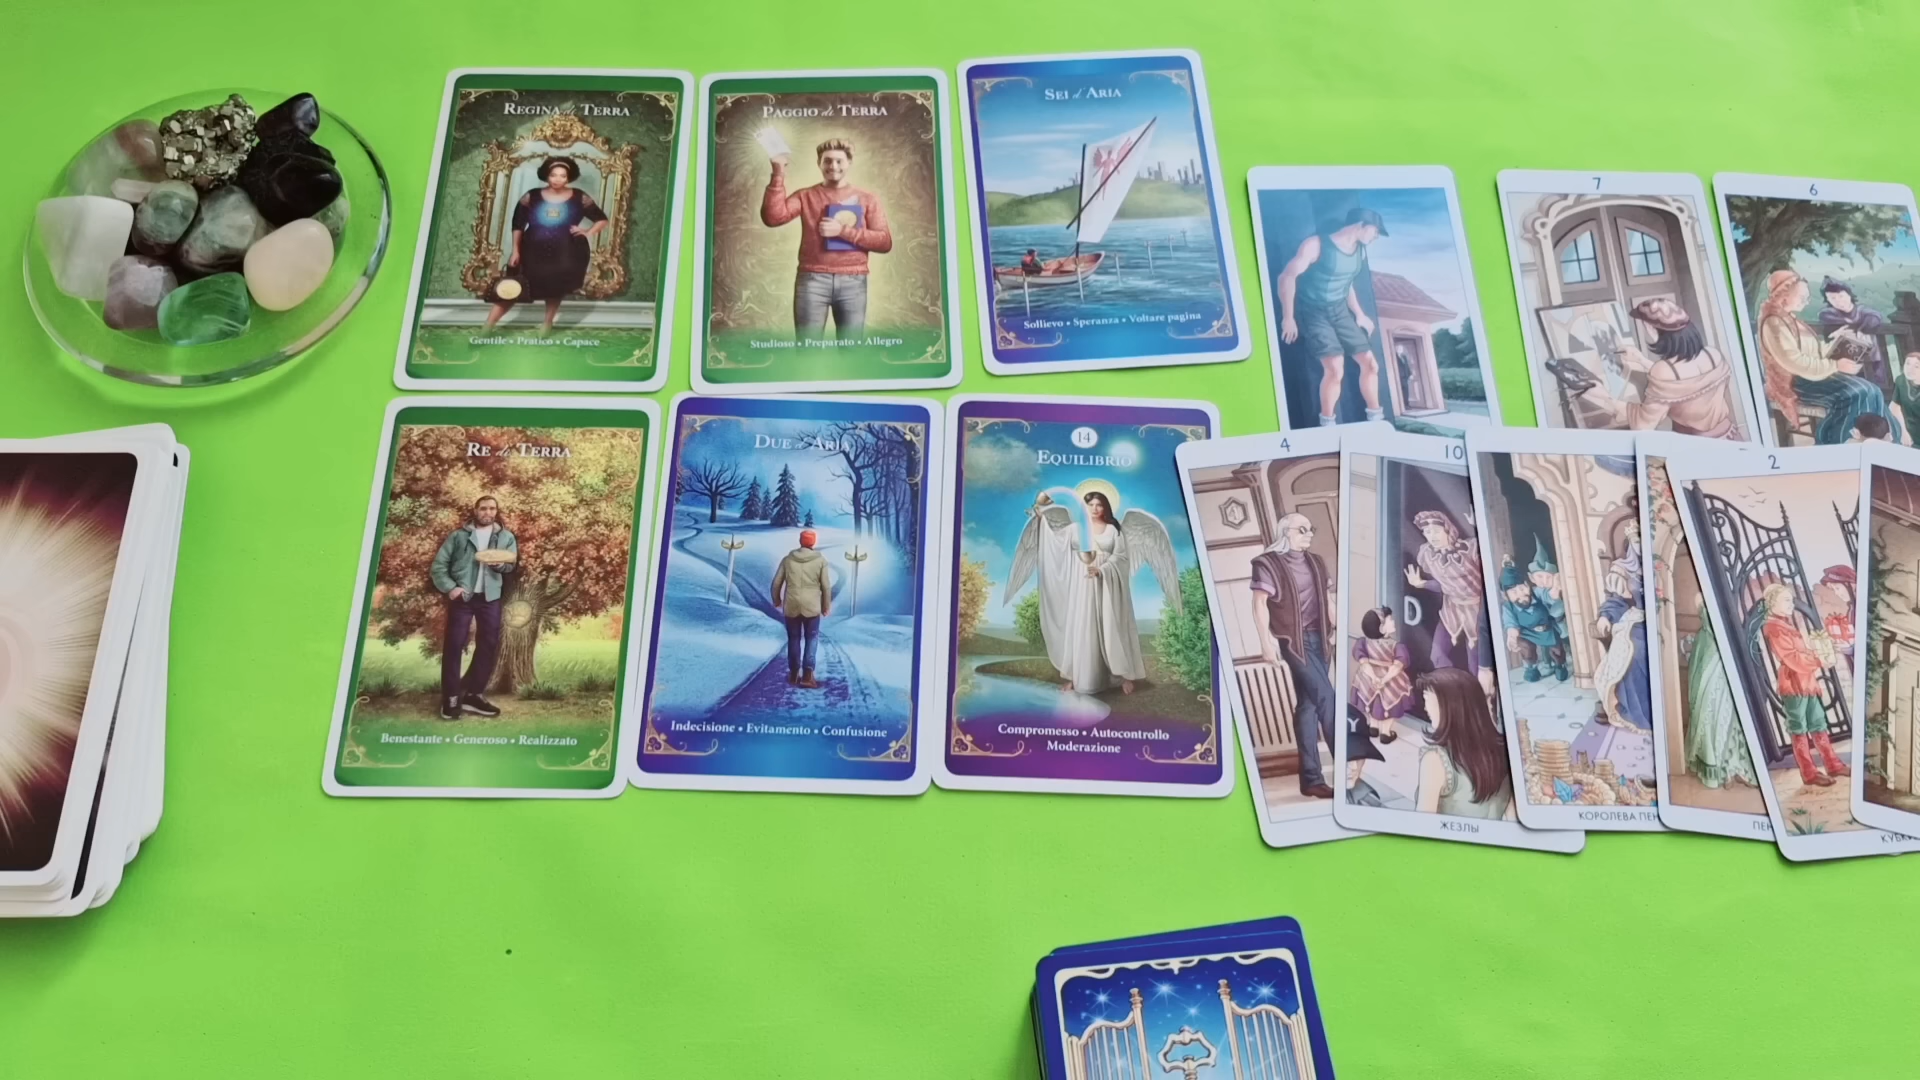 REGINA di TERRA
Gentile • Pratico • Capace
PAGGIO di TERRA
Studioso • Preparato • Allegro
SEI d'ARIA
Sollievo • Speranza • Voltare pagina
7
6
RE di TERRA
Benestante • Generoso • Realizzato
DUE d'ARIA
Indecisione • Evitamento • Confusione
14
EQUILIBRIO
Compromesso • Autocontrollo
Moderazione
4
10
D
Y
ЖЕЗЛЫ
КОРОЛЕВА
2